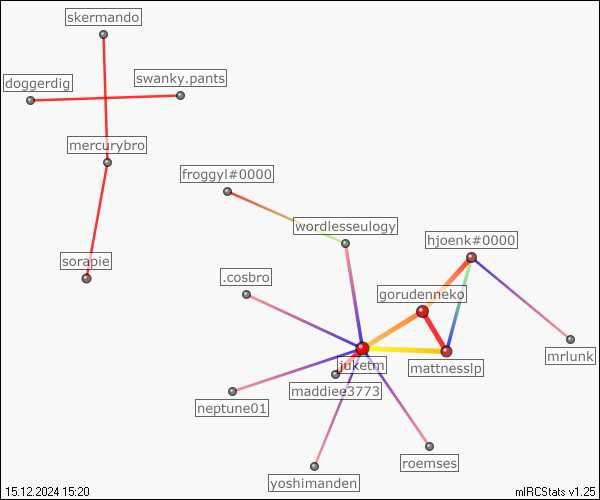 skermando
doggerdig
swanky.pants
mercurybro
froggyl#0000
wordlesseulogy
hjoenk#0000
sorapie
.cosbro
gorudenneko
juketm
mattnesslp
mrlunk
maddiee3773
neptune01
roemses
yoshimanden
15.12.2024 15:20
mIRCStats v1.25